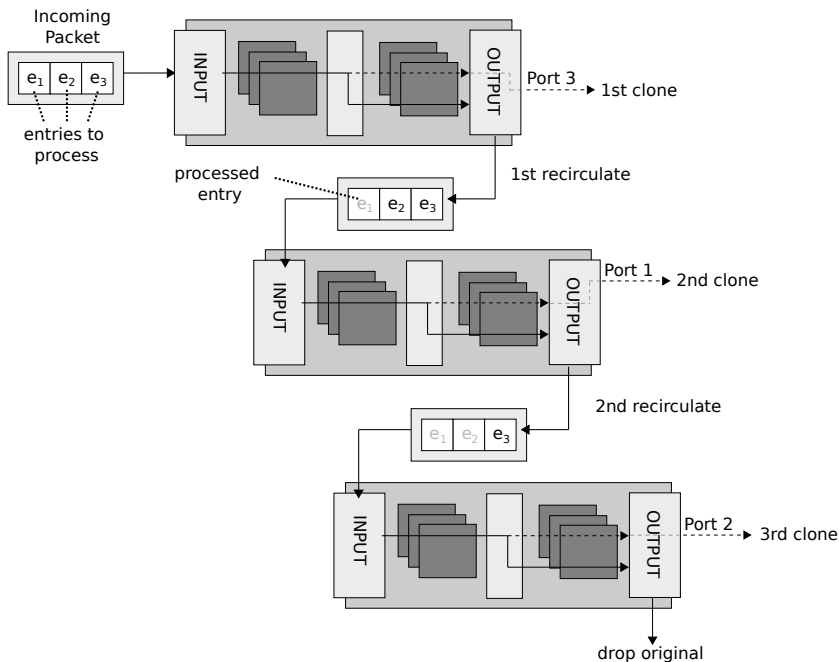 Incoming
Packet
e1 e2 e3
entries to
process
INPUT
OUTPUT
Port 3
1st clone
1st recirculate
processed
entry
e1 e2 e3
INPUT
OUTPUT
Port 1
2nd clone
2nd recirculate
e1 e2 e3
INPUT
OUTPUT
Port 2
3rd clone
drop original